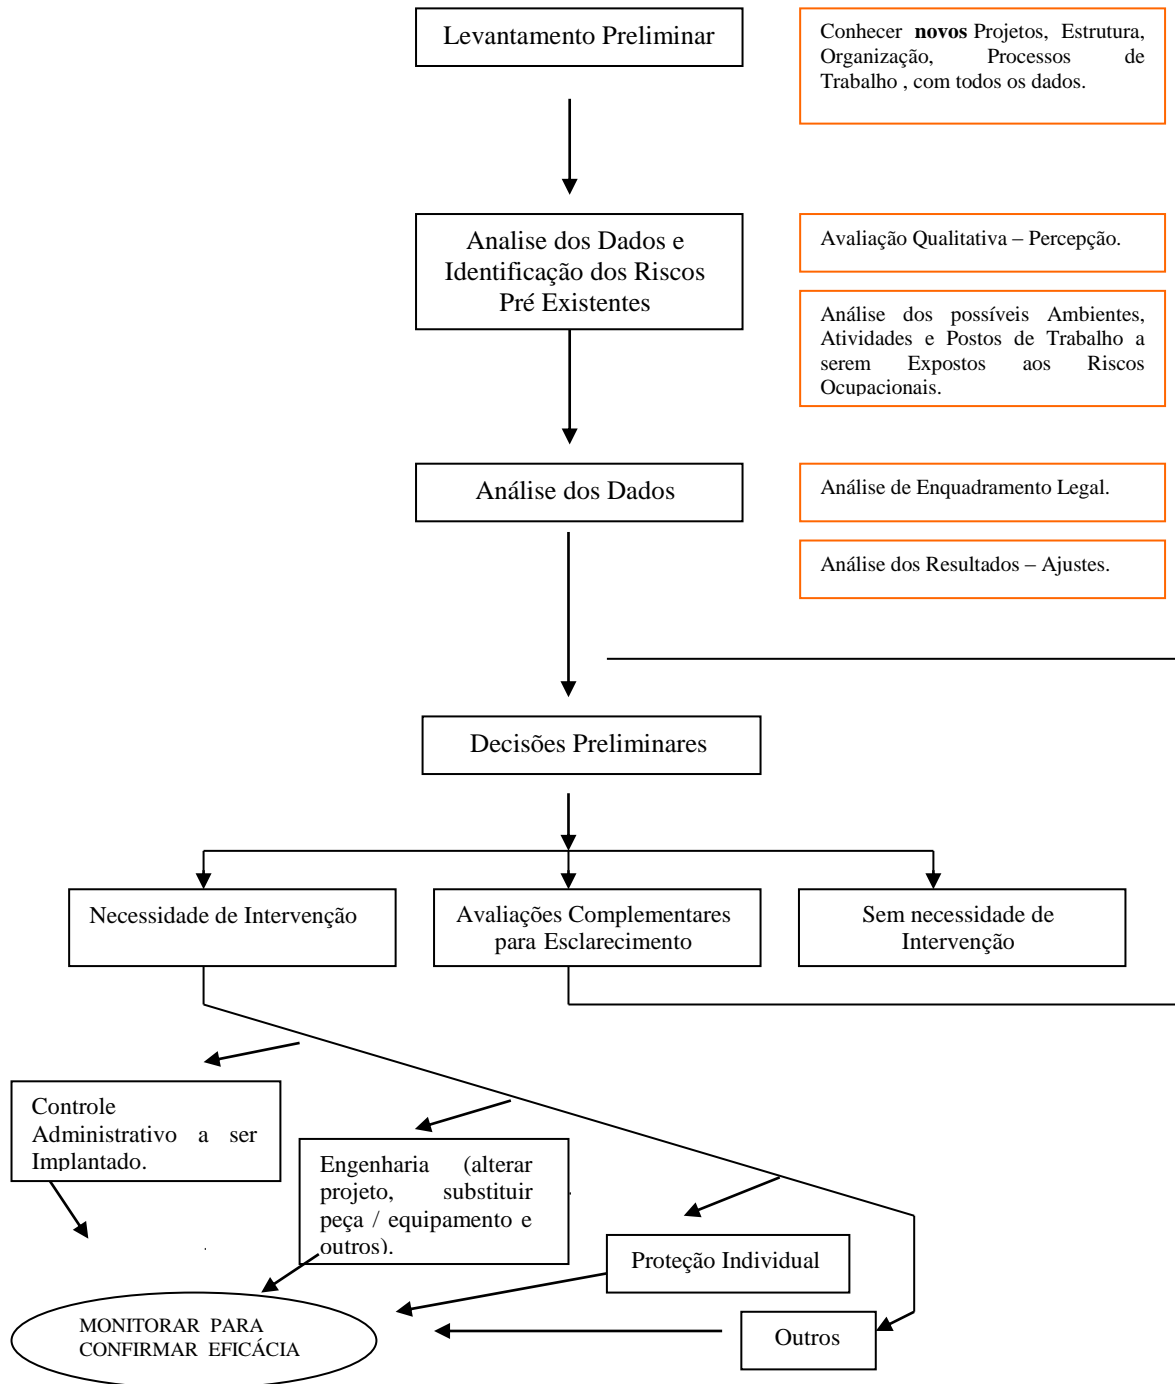 Levantamento Preliminar
Conhecer novos Projetos, Estrutura,
Organização, Processos de
Trabalho , com todos os dados.
Analise dos Dados e
Identificação dos Riscos
Pré Existentes
Avaliação Qualitativa – Percepção.
Análise dos possíveis Ambientes,
Atividades e Postos de Trabalho a
serem Expostos aos Riscos
Ocupacionais.
Análise dos Dados
Análise de Enquadramento Legal.
Análise dos Resultados – Ajustes.
Decisões Preliminares
Necessidade de Intervenção
Avaliações Complementares
para Esclarecimento
Sem necessidade de
Intervenção
Controle
Administrativo a ser
Implantado.
Engenharia (alterar
projeto, substituir
peça / equipamento e
outros).
Proteção Individual
Outros
MONITORAR PARA
CONFIRMAR EFICÁCIA